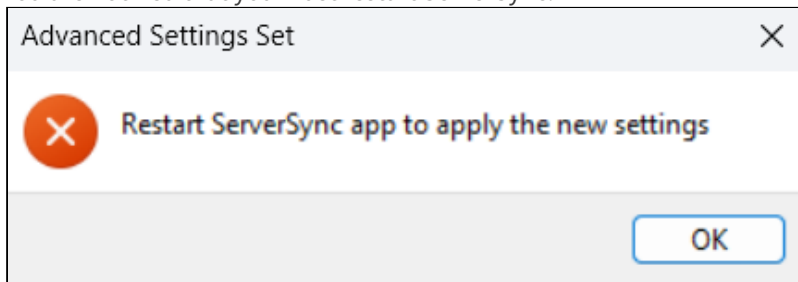 Advanced Settings Set
Restart ServerSync app to apply the new settings
OK